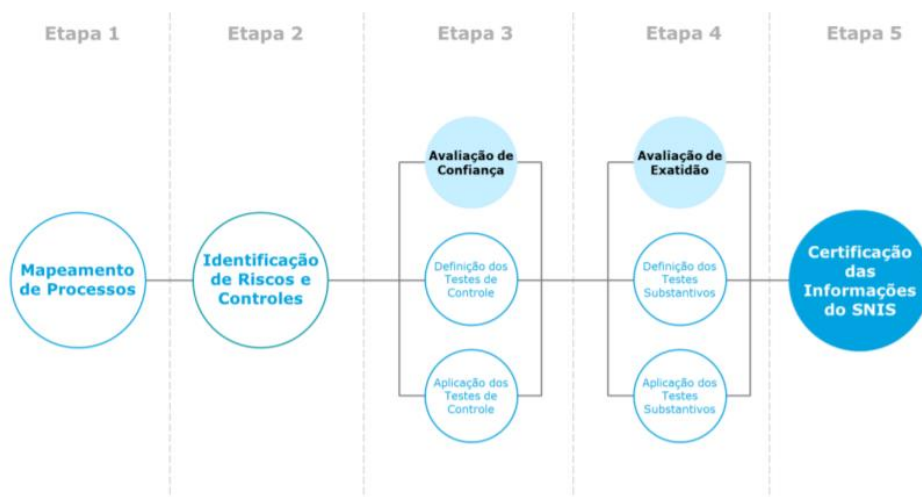 Etapa 1
Etapa 2
Etapa 3
Etapa 4
Etapa 5
Mapeamento
de Processos
Identificação
de Riscos e
Controles
Avaliação de
Confiança
Definição dos
Testes de
Controle
Aplicação dos
Testes de
Controle
Avaliação de
Exatidão
Definição dos
Testes
Substantivos
Aplicação dos
Testes
Substantivos
Certificação
das
Informações
do SNIS